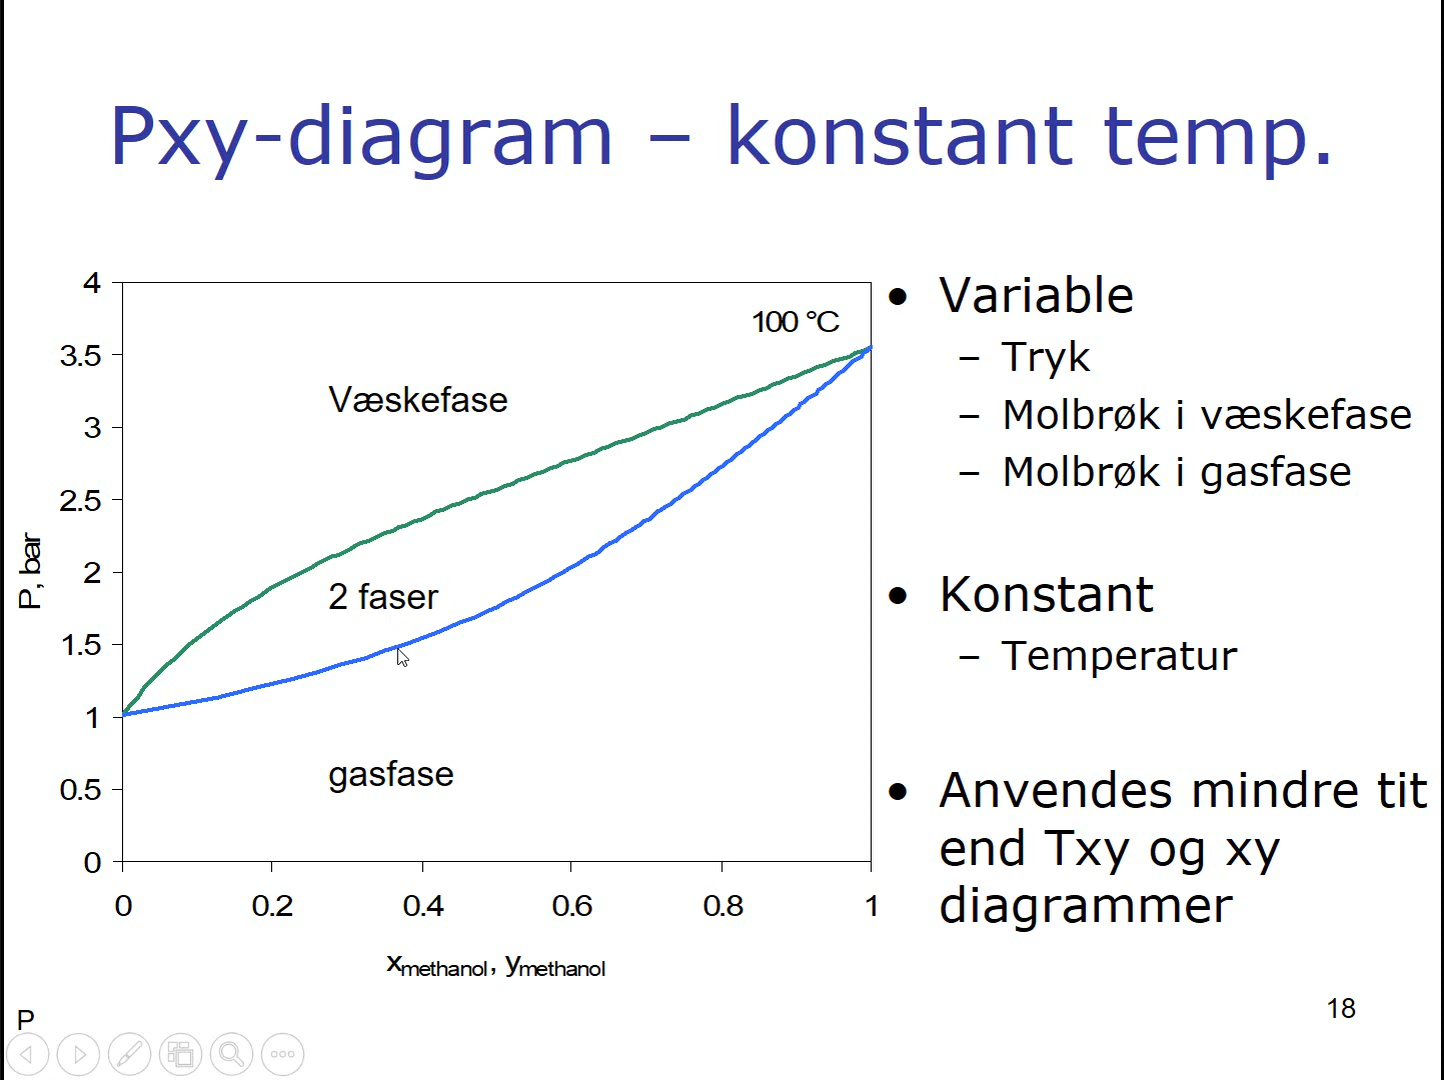 Pxy-diagram – konstant temp.
4
3.5
3
2.5
2
1.5
1
0.5
0
P, bar
100 °C
Væskefase
2 faser
gasfase
0 0.2 0.4 0.6 0.8 1
xmethanol, ymethanol
• Variable
– Tryk
– Molbrøk i væskefase
– Molbrøk i gasfase
• Konstant
– Temperatur
• Anvendes mindre tit
end Txy og xy
diagrammer
P
18